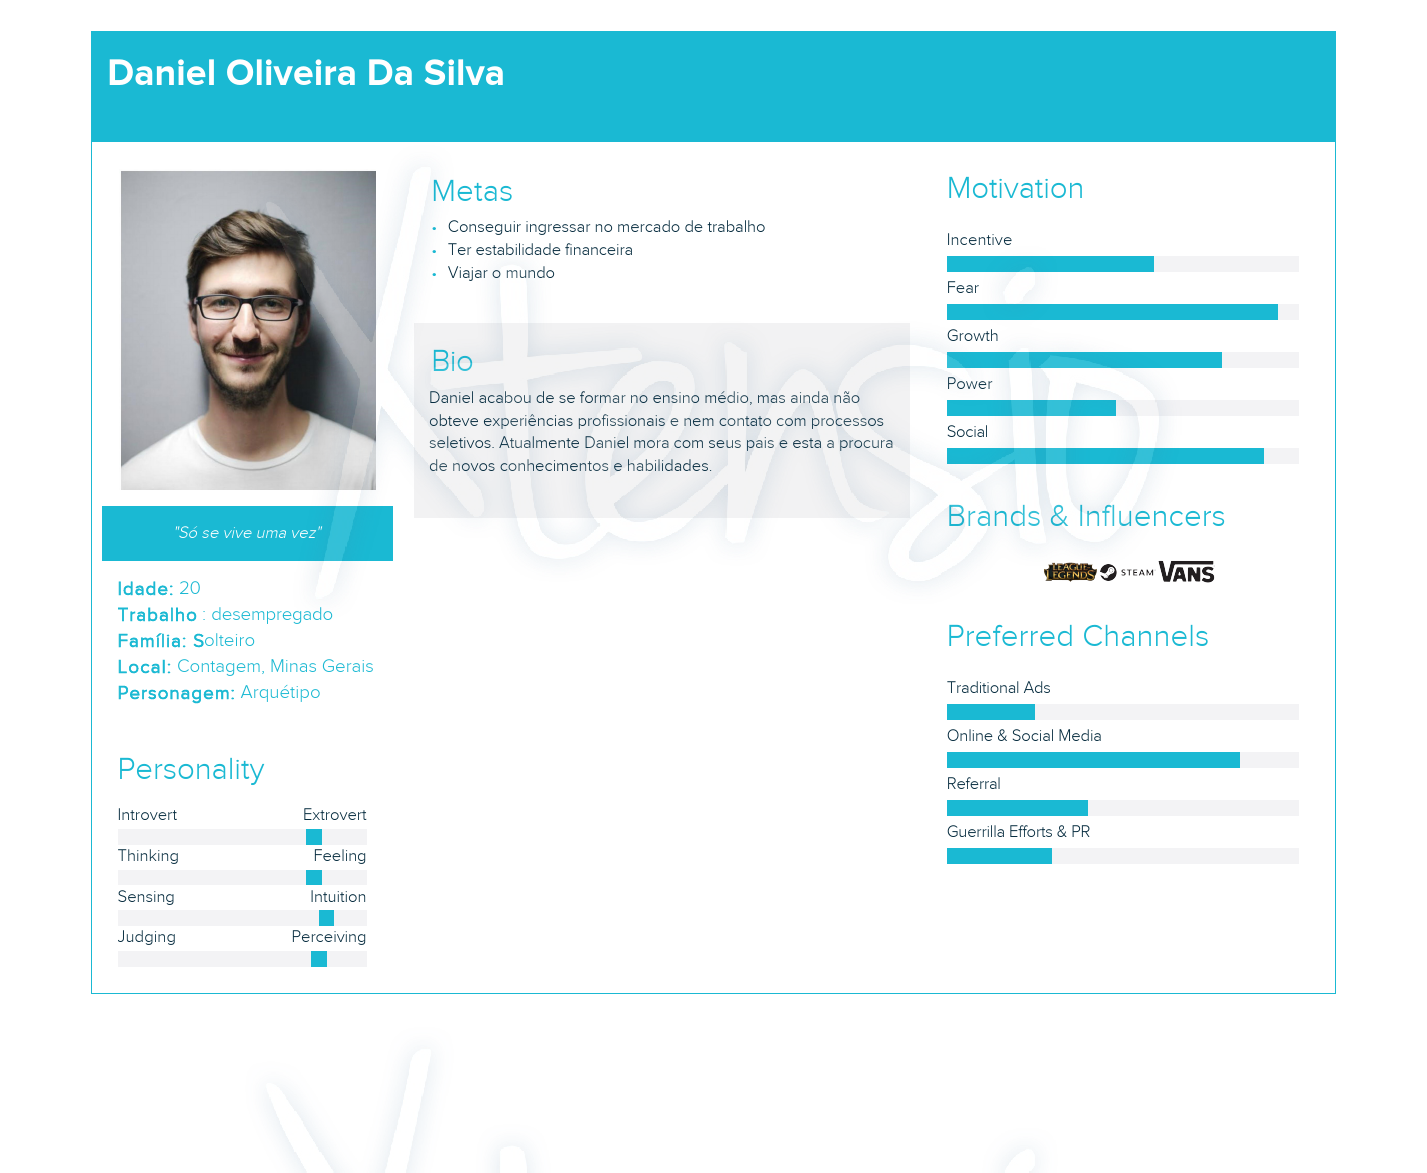 Daniel Oliveira Da Silva
"Só se vive uma vez"
Idade: 20
Trabalho : desempregado
Família: Solteiro
Local: Contagem, Minas Gerais
Personagem: Arquétipo
Personality
Introvert Extrovert
Thinking Feeling
Sensing Intuition
Judging Perceiving
Metas
Conseguir ingressar no mercado de trabalho
Ter estabilidade financeira
Viajar o mundo
Bio
Daniel acabou de se formar no ensino médio, mas ainda não
obteve experiências profissionais e nem contato com processos
seletivos. Atualmente Daniel mora com seus pais e esta a procura
de novos conhecimentos e habilidades.
Motivation
Incentive
Fear
Growth
Power
Social
Brands & Influencers
LEAGUE OF
LEGENDS
STEAM
VANS
Preferred Channels
Traditional Ads
Online & Social Media
Referral
Guerrilla Efforts & PR
Xtensio